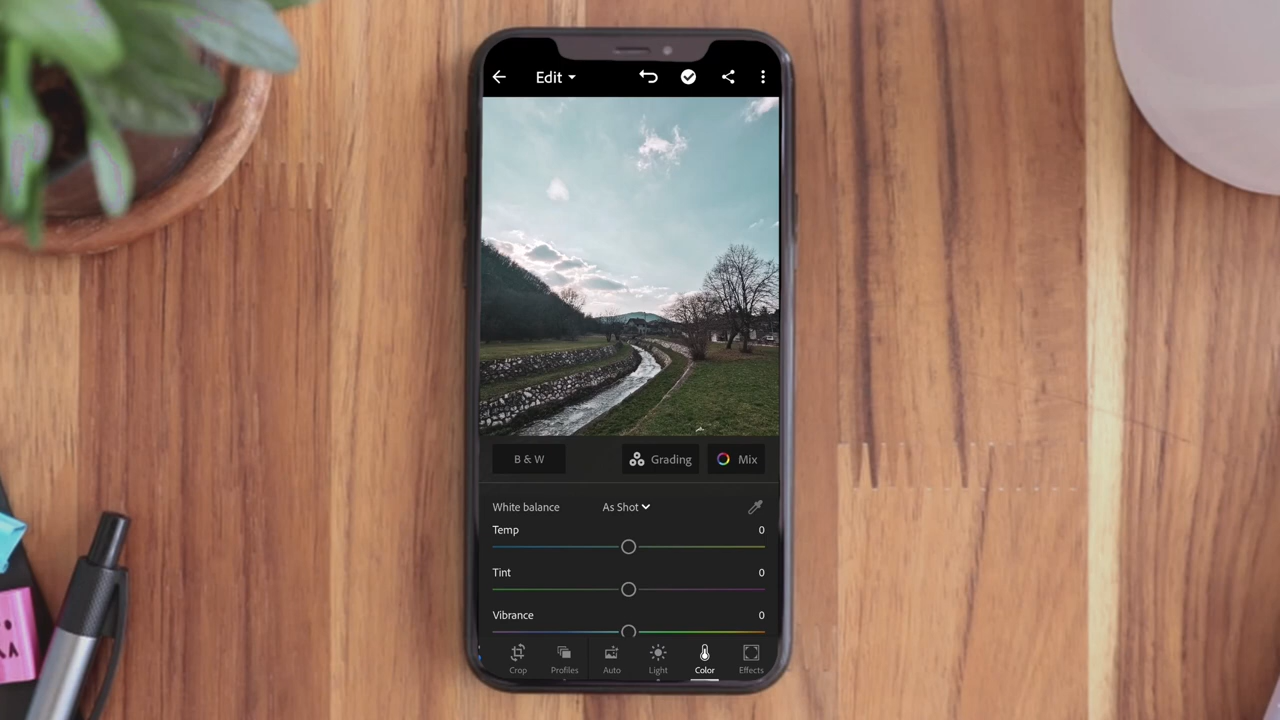 Edit
B & W
Grading
Mix
White balance
As Shot
Temp
0
Tint
0
Vibrance
0
Crop
Profiles
Auto
Light
Color
Effects